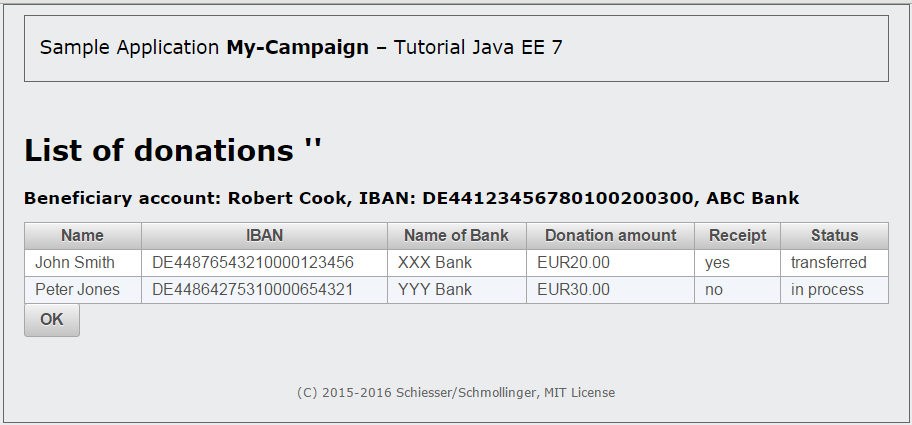 Sample Application My-Campaign – Tutorial Java EE 7
List of donations ''
Beneficiary account: Robert Cook, IBAN: DE44123456780100200300, ABC Bank
Name IBAN Name of Bank Donation amount Receipt Status
John Smith DE44876543210000123456 XXX Bank EUR20.00 yes transferred
Peter Jones DE44864275310000654321 YYY Bank EUR30.00 no in process
OK
(C) 2015-2016 Schiesser/Schmollinger, MIT License